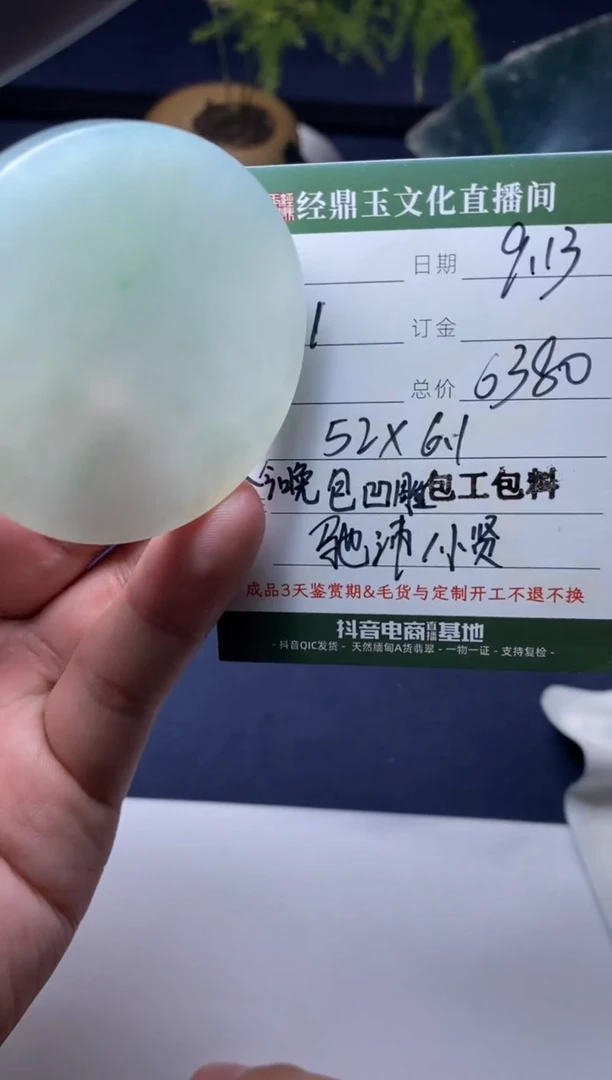 经鼎玉文化直播间
日期 9.13
1 订金
总价 6380
52X6.1
今晚包凹雕包工包料
驰沛小贤
成品3天鉴赏期&毛货与定制开工不退不换
抖音电商直播基地
- 抖音QIC发货 - 天然缅甸A货翡翠 - 一物一证 - 支持复检 -